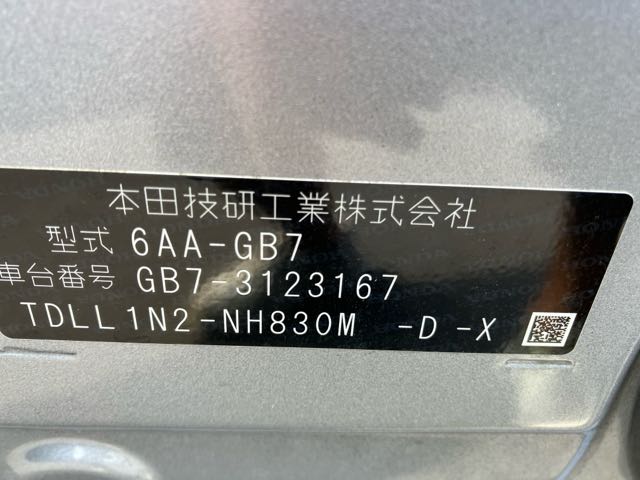 本田技研工業株式会社
型式 6AA-GB7
車台番号 GB7-3123167
TDLL1N2-NH830M -D -X